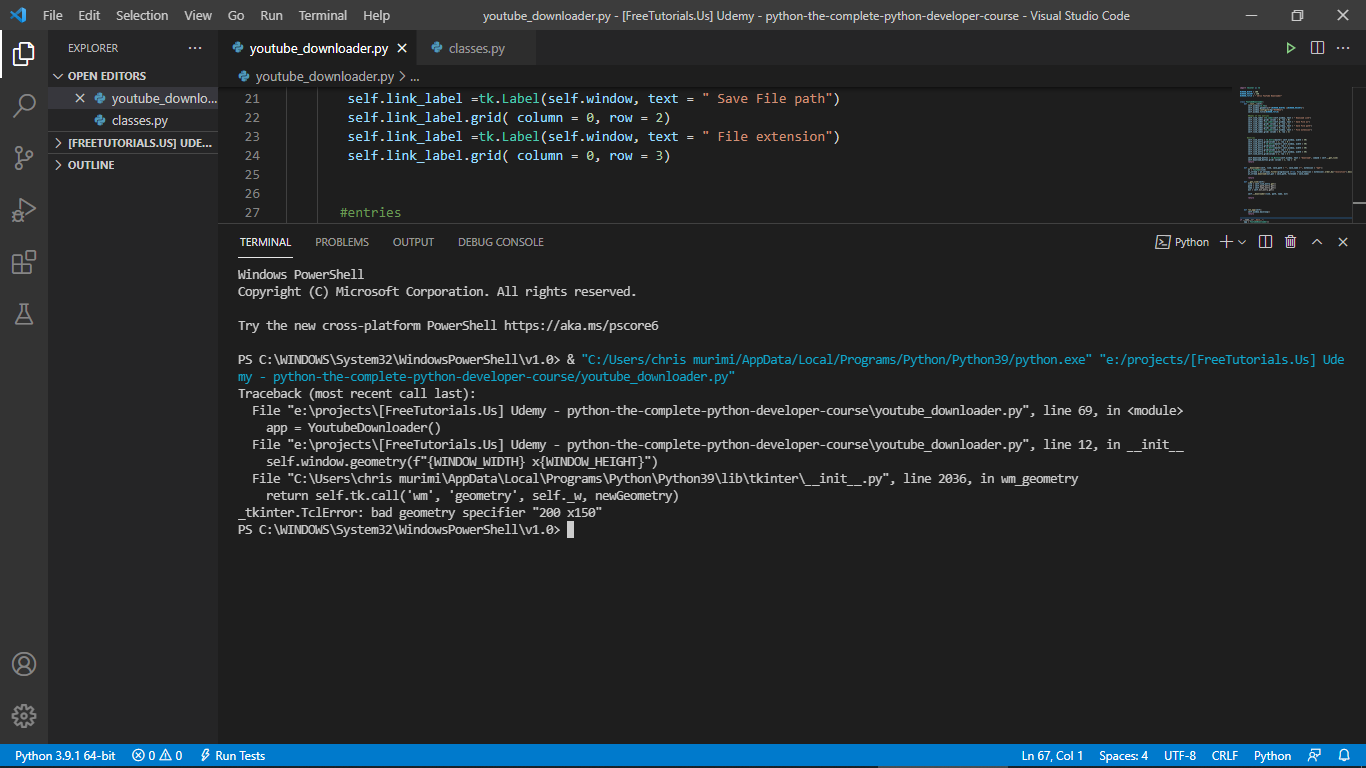 File Edit Selection View Go Run Terminal Help
youtube_downloader.py - [FreeTutorials.Us] Udemy - python-the-complete-python-developer-course - Visual Studio Code
EXPLORER
OPEN EDITORS
youtube_downlo...
classes.py
[FREETUTORIALS.US] UDE...
OUTLINE
youtube_downloader.py
classes.py
youtube_downloader.py > ...
21 self.link_label =tk.Label(self.window, text = " Save File path")
22 self.link_label.grid( column = 0, row = 2)
23 self.link_label =tk.Label(self.window, text = " File extension")
24 self.link_label.grid( column = 0, row = 3)
25
26
27 #entries
TERMINAL PROBLEMS OUTPUT DEBUG CONSOLE
Python
Windows PowerShell
Copyright (C) Microsoft Corporation. All rights reserved.
Try the new cross-platform PowerShell https://aka.ms/pscore6
PS C:\WINDOWS\System32\WindowsPowerShell\v1.0> & "C:/Users/chris murimi/AppData/Local/Programs/Python/Python39/python.exe" "e:/projects/[FreeTutorials.Us] Ude
my - python-the-complete-python-developer-course/youtube_downloader.py"
Traceback (most recent call last):
File "e:\projects\[FreeTutorials.Us] Udemy - python-the-complete-python-developer-course\youtube_downloader.py", line 69, in <module>
app = YoutubeDownloader()
File "e:\projects\[FreeTutorials.Us] Udemy - python-the-complete-python-developer-course\youtube_downloader.py", line 12, in __init__
self.window.geometry(f"{WINDOW_WIDTH} x{WINDOW_HEIGHT}")
File "C:\Users\chris murimi\AppData\Local\Programs\Python\Python39\lib\tkinter\__init__.py", line 2036, in wm_geometry
return self.tk.call('wm', 'geometry', self._w, newGeometry)
_tkinter.TclError: bad geometry specifier "200 x150"
PS C:\WINDOWS\System32\WindowsPowerShell\v1.0>
Python 3.9.1 64-bit 0 0 Run Tests
Ln 67, Col 1 Spaces: 4 UTF-8 CRLF Python